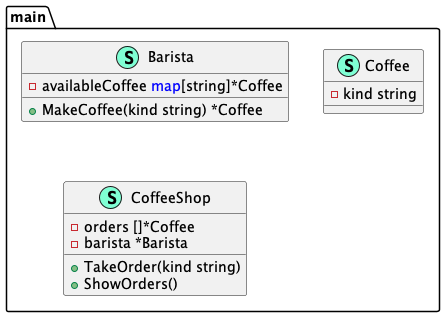 main
S Barista
availableCoffee map[string]*Coffee
MakeCoffee(kind string) *Coffee
S Coffee
kind string
S CoffeeShop
orders []*Coffee
barista *Barista
TakeOrder(kind string)
ShowOrders()